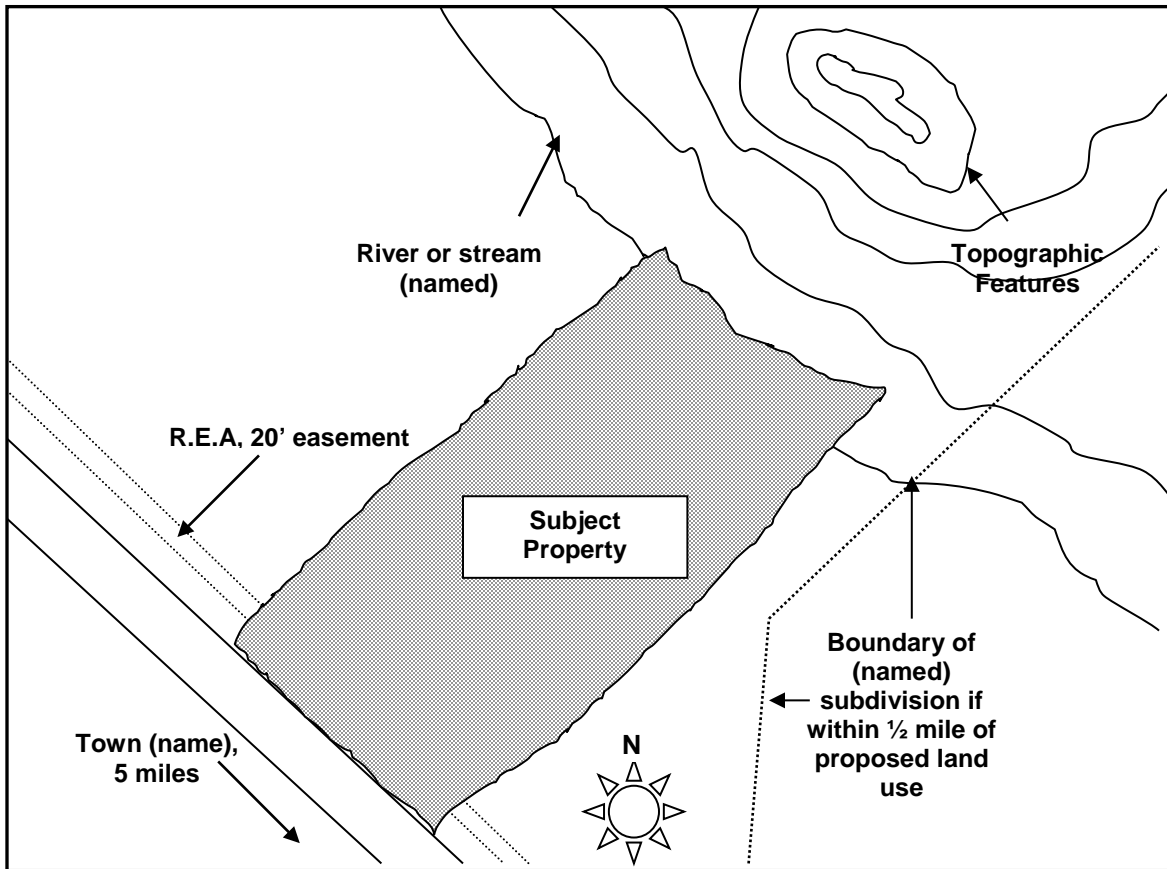 River or stream
(named)
Topographic
Features
R.E.A, 20’ easement
Subject
Property
Boundary of
(named)
subdivision if
within ½ mile of
proposed land
use
Town (name),
5 miles
N